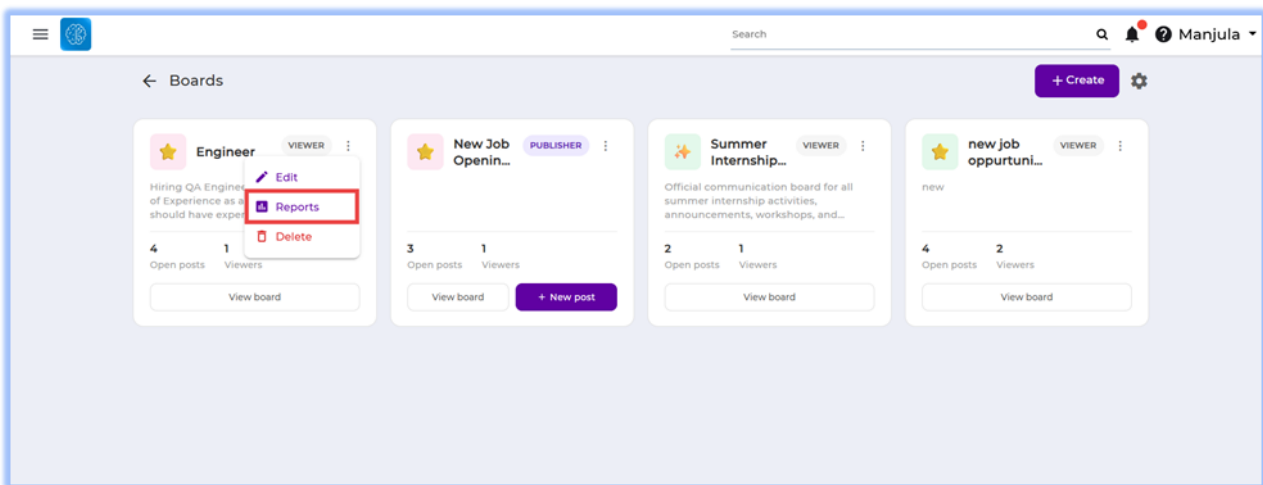 Search
Manjula
Boards
+ Create
Engineer
VIEWER
Hiring QA Engine
of Experience as a
should have exper
Edit
Reports
Delete
4
1
Open posts
Viewers
View board
New Job
Openin...
PUBLISHER
3
1
Open posts
Viewers
View board
+ New post
Summer
Internship...
VIEWER
Official communication board for all
summer internship activities,
announcements, workshops, and...
2
1
Open posts
Viewers
View board
new job
oppurtuni...
VIEWER
new
4
2
Open posts
Viewers
View board